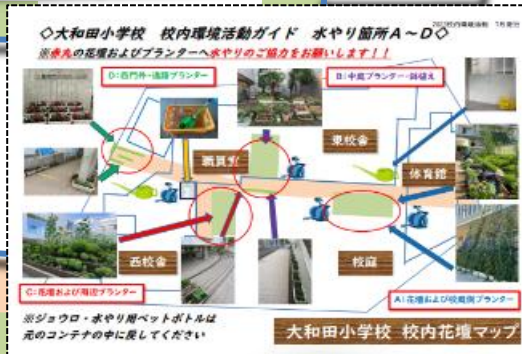 ◇大和田小学校 校内環境活動ガイド 水やり箇所A~D◇
※赤丸の花壇およびプランターへ水やりのご協力をお願いします!!
D:西門外・通路プランター
B:中庭プランター・鉢植え
東校舎
職員室
体育館
西校舎
校庭
C:花壇および周辺プランター
A:花壇および校庭側プランター
※ジョウロ・水やり用ペットボトルは
元のコンテナの中に戻してください
大和田小学校 校内花壇マップ